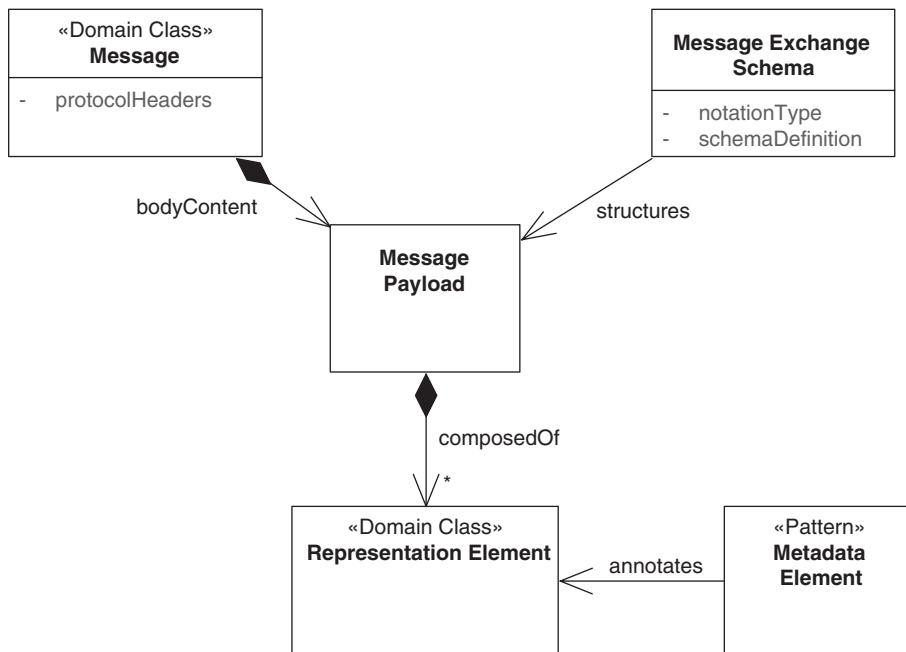 «Domain Class»
Message
- protocolHeaders
Message Exchange
Schema
- notationType
- schemaDefinition
bodyContent
structures
Message
Payload
composedOf
*
«Domain Class»
Representation Element
annotates
«Pattern»
Metadata
Element